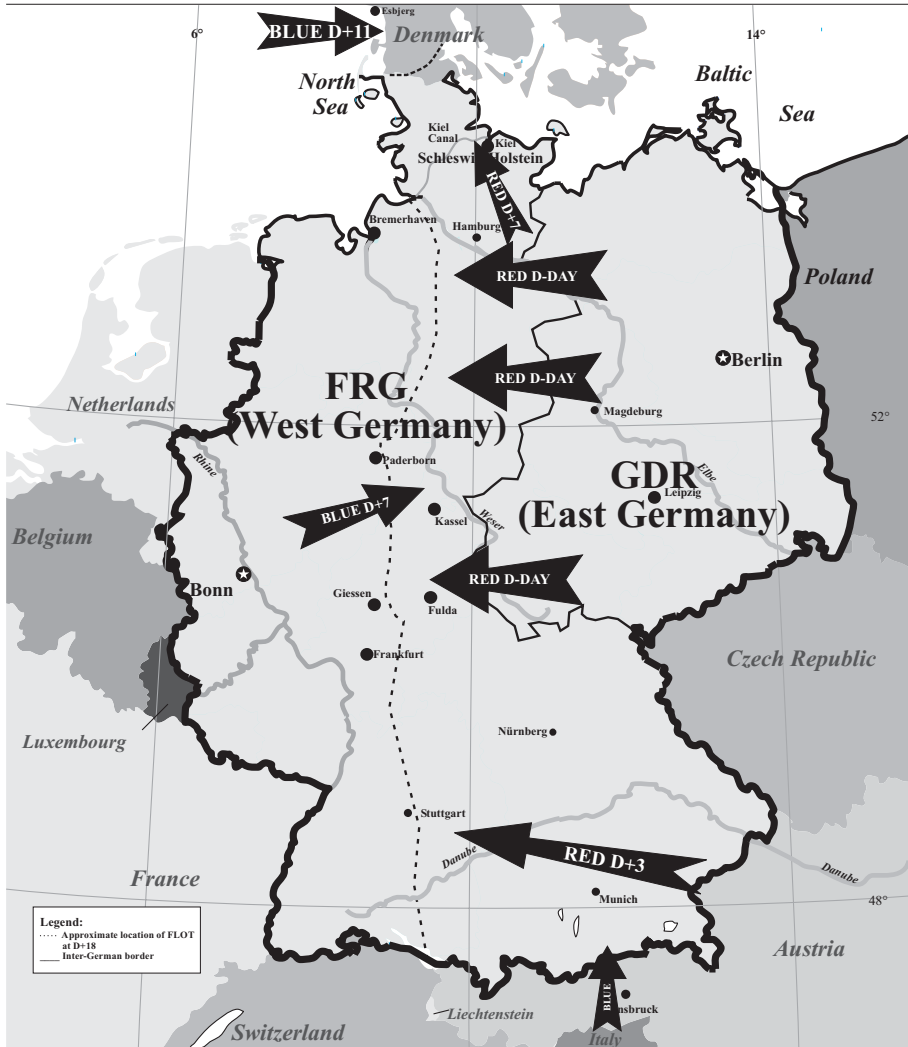 Esbjerg
BLUE D+11
Denmark
6°
14°
North
Sea
Baltic
Sea
Kiel
Canal
Kiel
Schleswig Holstein
RED D+7
Bremerhaven
Hamburg
RED D-DAY
Poland
Berlin
RED D-DAY
FRG
(West Germany)
Netherlands
Magdeburg
52°
Rhine
Paderborn
Elbe
GDR
(East Germany)
Leipzig
BLUE D+7
Kassel
Weser
Belgium
Bonn
RED D-DAY
Giessen
Fulda
Frankfurt
Czech Republic
Luxembourg
Nürnberg
Stuttgart
Danube
RED D+3
Danube
France
Munich
48°
Legend:
Approximate location of FLOT
at D+18
Inter-German border
Austria
BLUE
nsbruck
Liechtenstein
Switzerland
Italy